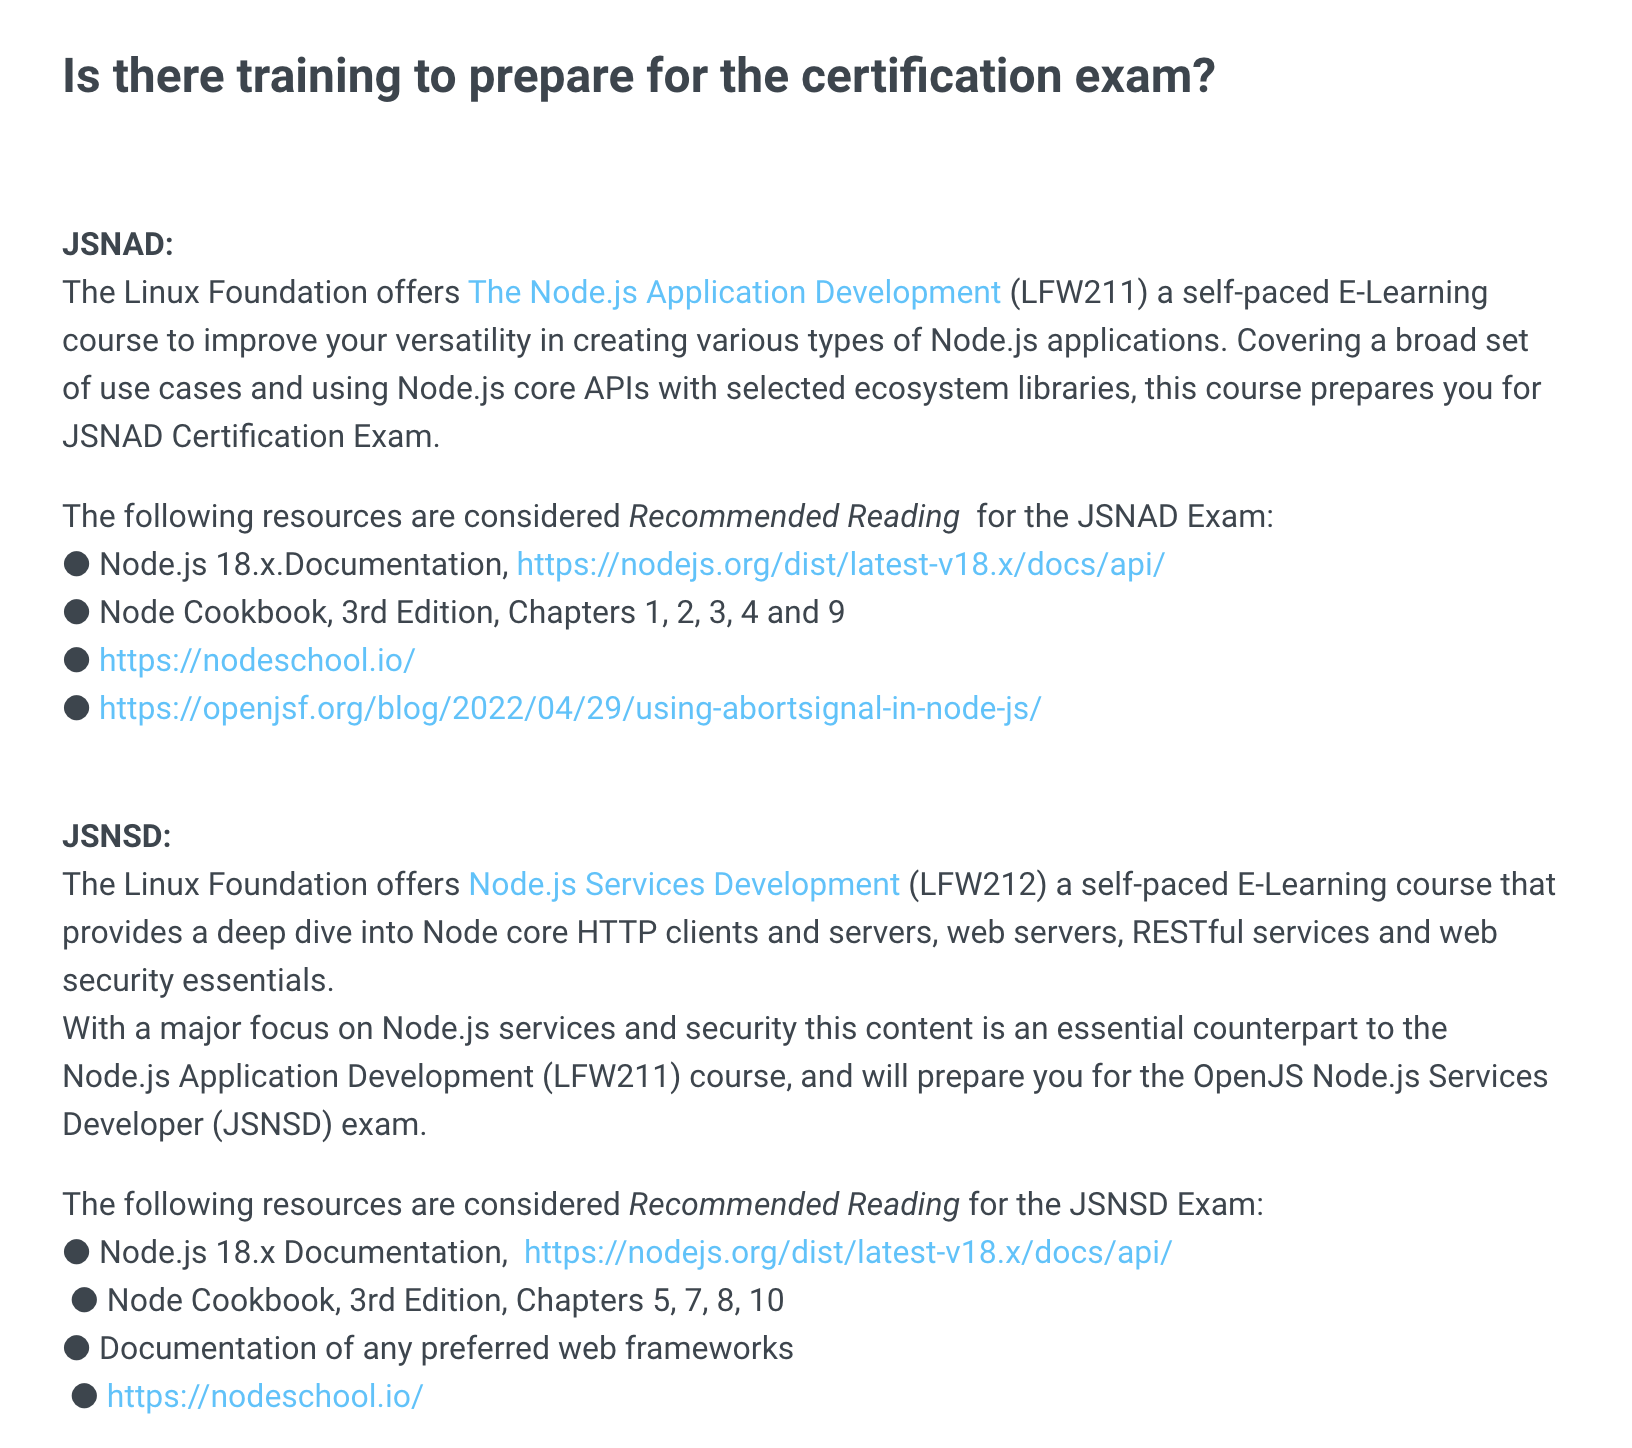 Is there training to prepare for the certification exam?
JSNAD:
The Linux Foundation offers The Node.js Application Development (LFW211) a self-paced E-Learning
course to improve your versatility in creating various types of Node.js applications. Covering a broad set
of use cases and using Node.js core APIs with selected ecosystem libraries, this course prepares you for
JSNAD Certification Exam.
The following resources are considered Recommended Reading  for the JSNAD Exam:
● Node.js 18.x.Documentation, https://nodejs.org/dist/latest-v18.x/docs/api/
● Node Cookbook, 3rd Edition, Chapters 1, 2, 3, 4 and 9
● https://nodeschool.io/
● https://openjsf.org/blog/2022/04/29/using-abortsignal-in-node-js/
JSNSD:
The Linux Foundation offers Node.js Services Development (LFW212) a self-paced E-Learning course that
provides a deep dive into Node core HTTP clients and servers, web servers, RESTful services and web
security essentials.
With a major focus on Node.js services and security this content is an essential counterpart to the
Node.js Application Development (LFW211) course, and will prepare you for the OpenJS Node.js Services
Developer (JSNSD) exam.
The following resources are considered Recommended Reading for the JSNSD Exam:
● Node.js 18.x Documentation,  https://nodejs.org/dist/latest-v18.x/docs/api/
● Node Cookbook, 3rd Edition, Chapters 5, 7, 8, 10
● Documentation of any preferred web frameworks
● https://nodeschool.io/